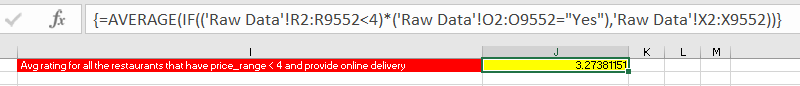 fx {=AVERAGE(IF(('Raw Data'!R2:R9552<4)*('Raw Data'!O2:O9552="Yes"),'Raw Data'!X2:X9552))}
I J K L M
Avg rating for all the restaurants that have price_range < 4 and provide online delivery 3.27381151